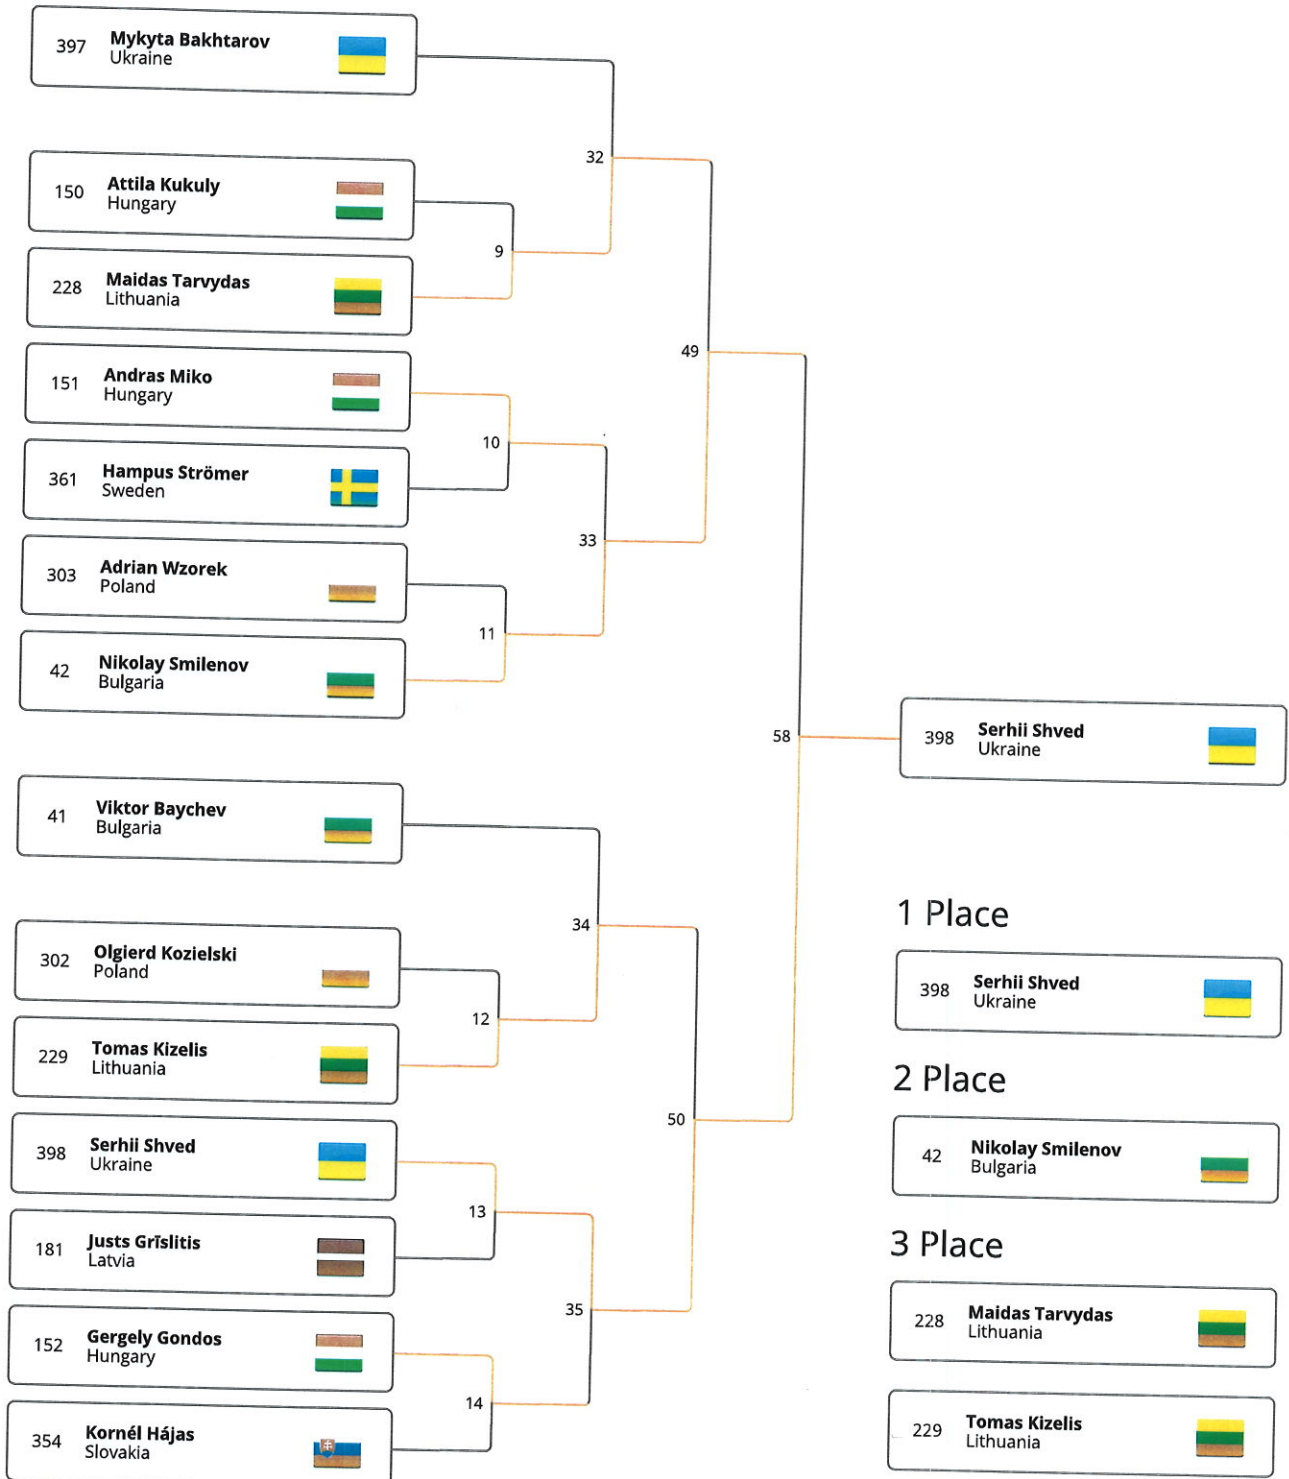 397 Mykyta Bakhtarov
Ukraine
32
150 Attila Kukuly
Hungary
9
228 Maidas Tarvydas
Lithuania
49
151 Andras Miko
Hungary
10
361 Hampus Strömer
Sweden
33
303 Adrian Wzorek
Poland
11
42 Nikolay Smilenov
Bulgaria
58
398 Serhii Shved
Ukraine
41 Viktor Baychev
Bulgaria
34
302 Olgierd Kozielski
Poland
12
229 Tomas Kizelis
Lithuania
50
398 Serhii Shved
Ukraine
13
181 Justs Grīslītis
Latvia
35
152 Gergely Gondos
Hungary
14
354 Kornél Hájas
Slovakia
1 Place
398 Serhii Shved
Ukraine
2 Place
42 Nikolay Smilenov
Bulgaria
3 Place
228 Maidas Tarvydas
Lithuania
229 Tomas Kizelis
Lithuania